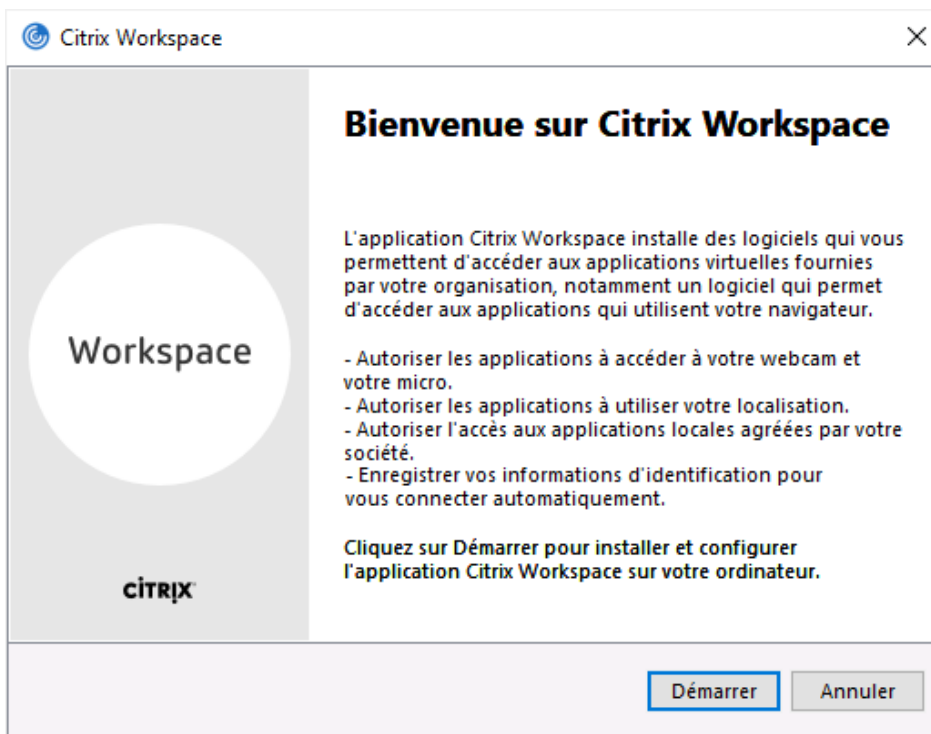 Citrix Workspace
Bienvenue sur Citrix Workspace
L'application Citrix Workspace installe des logiciels qui vous
permettent d'accéder aux applications virtuelles fournies
par votre organisation, notamment un logiciel qui permet
d'accéder aux applications qui utilisent votre navigateur.
- Autoriser les applications à accéder à votre webcam et
votre micro.
- Autoriser les applications à utiliser votre localisation.
- Autoriser l'accès aux applications locales agréées par votre
société.
- Enregistrer vos informations d'identification pour
vous connecter automatiquement.
Cliquez sur Démarrer pour installer et configurer
l'application Citrix Workspace sur votre ordinateur.
Workspace
CİTRIX
Démarrer Annuler